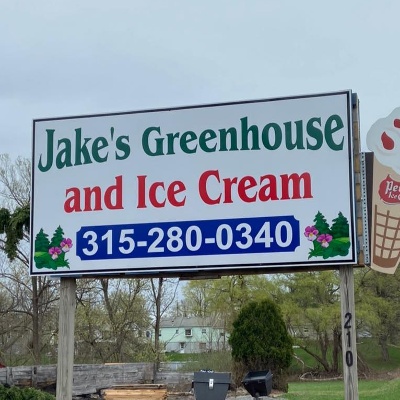 Jake's Greenhouse
and Ice Cream
315-280-0340
210